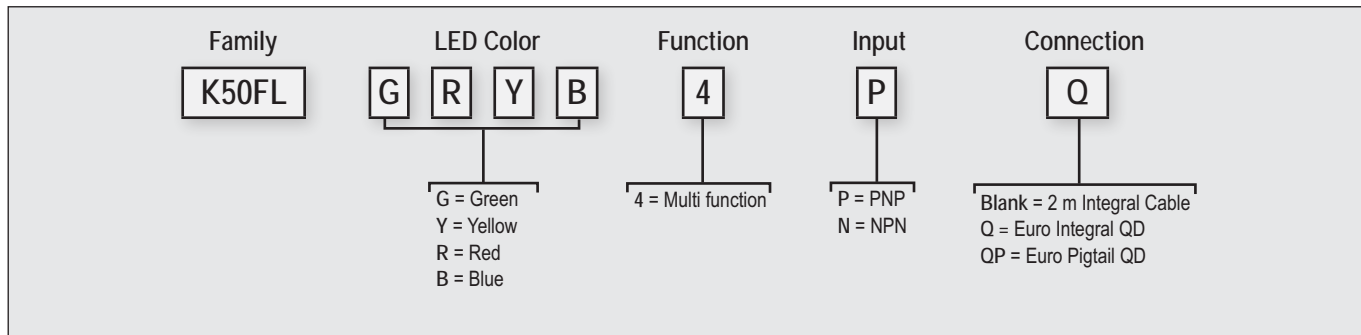 Family LED Color Function Input Connection
K50FL G R Y B 4 P Q
G = Green
Y = Yellow
R = Red
B = Blue
4 = Multi function
P = PNP
N = NPN
Blank = 2 m Integral Cable
Q = Euro Integral QD
QP = Euro Pigtail QD